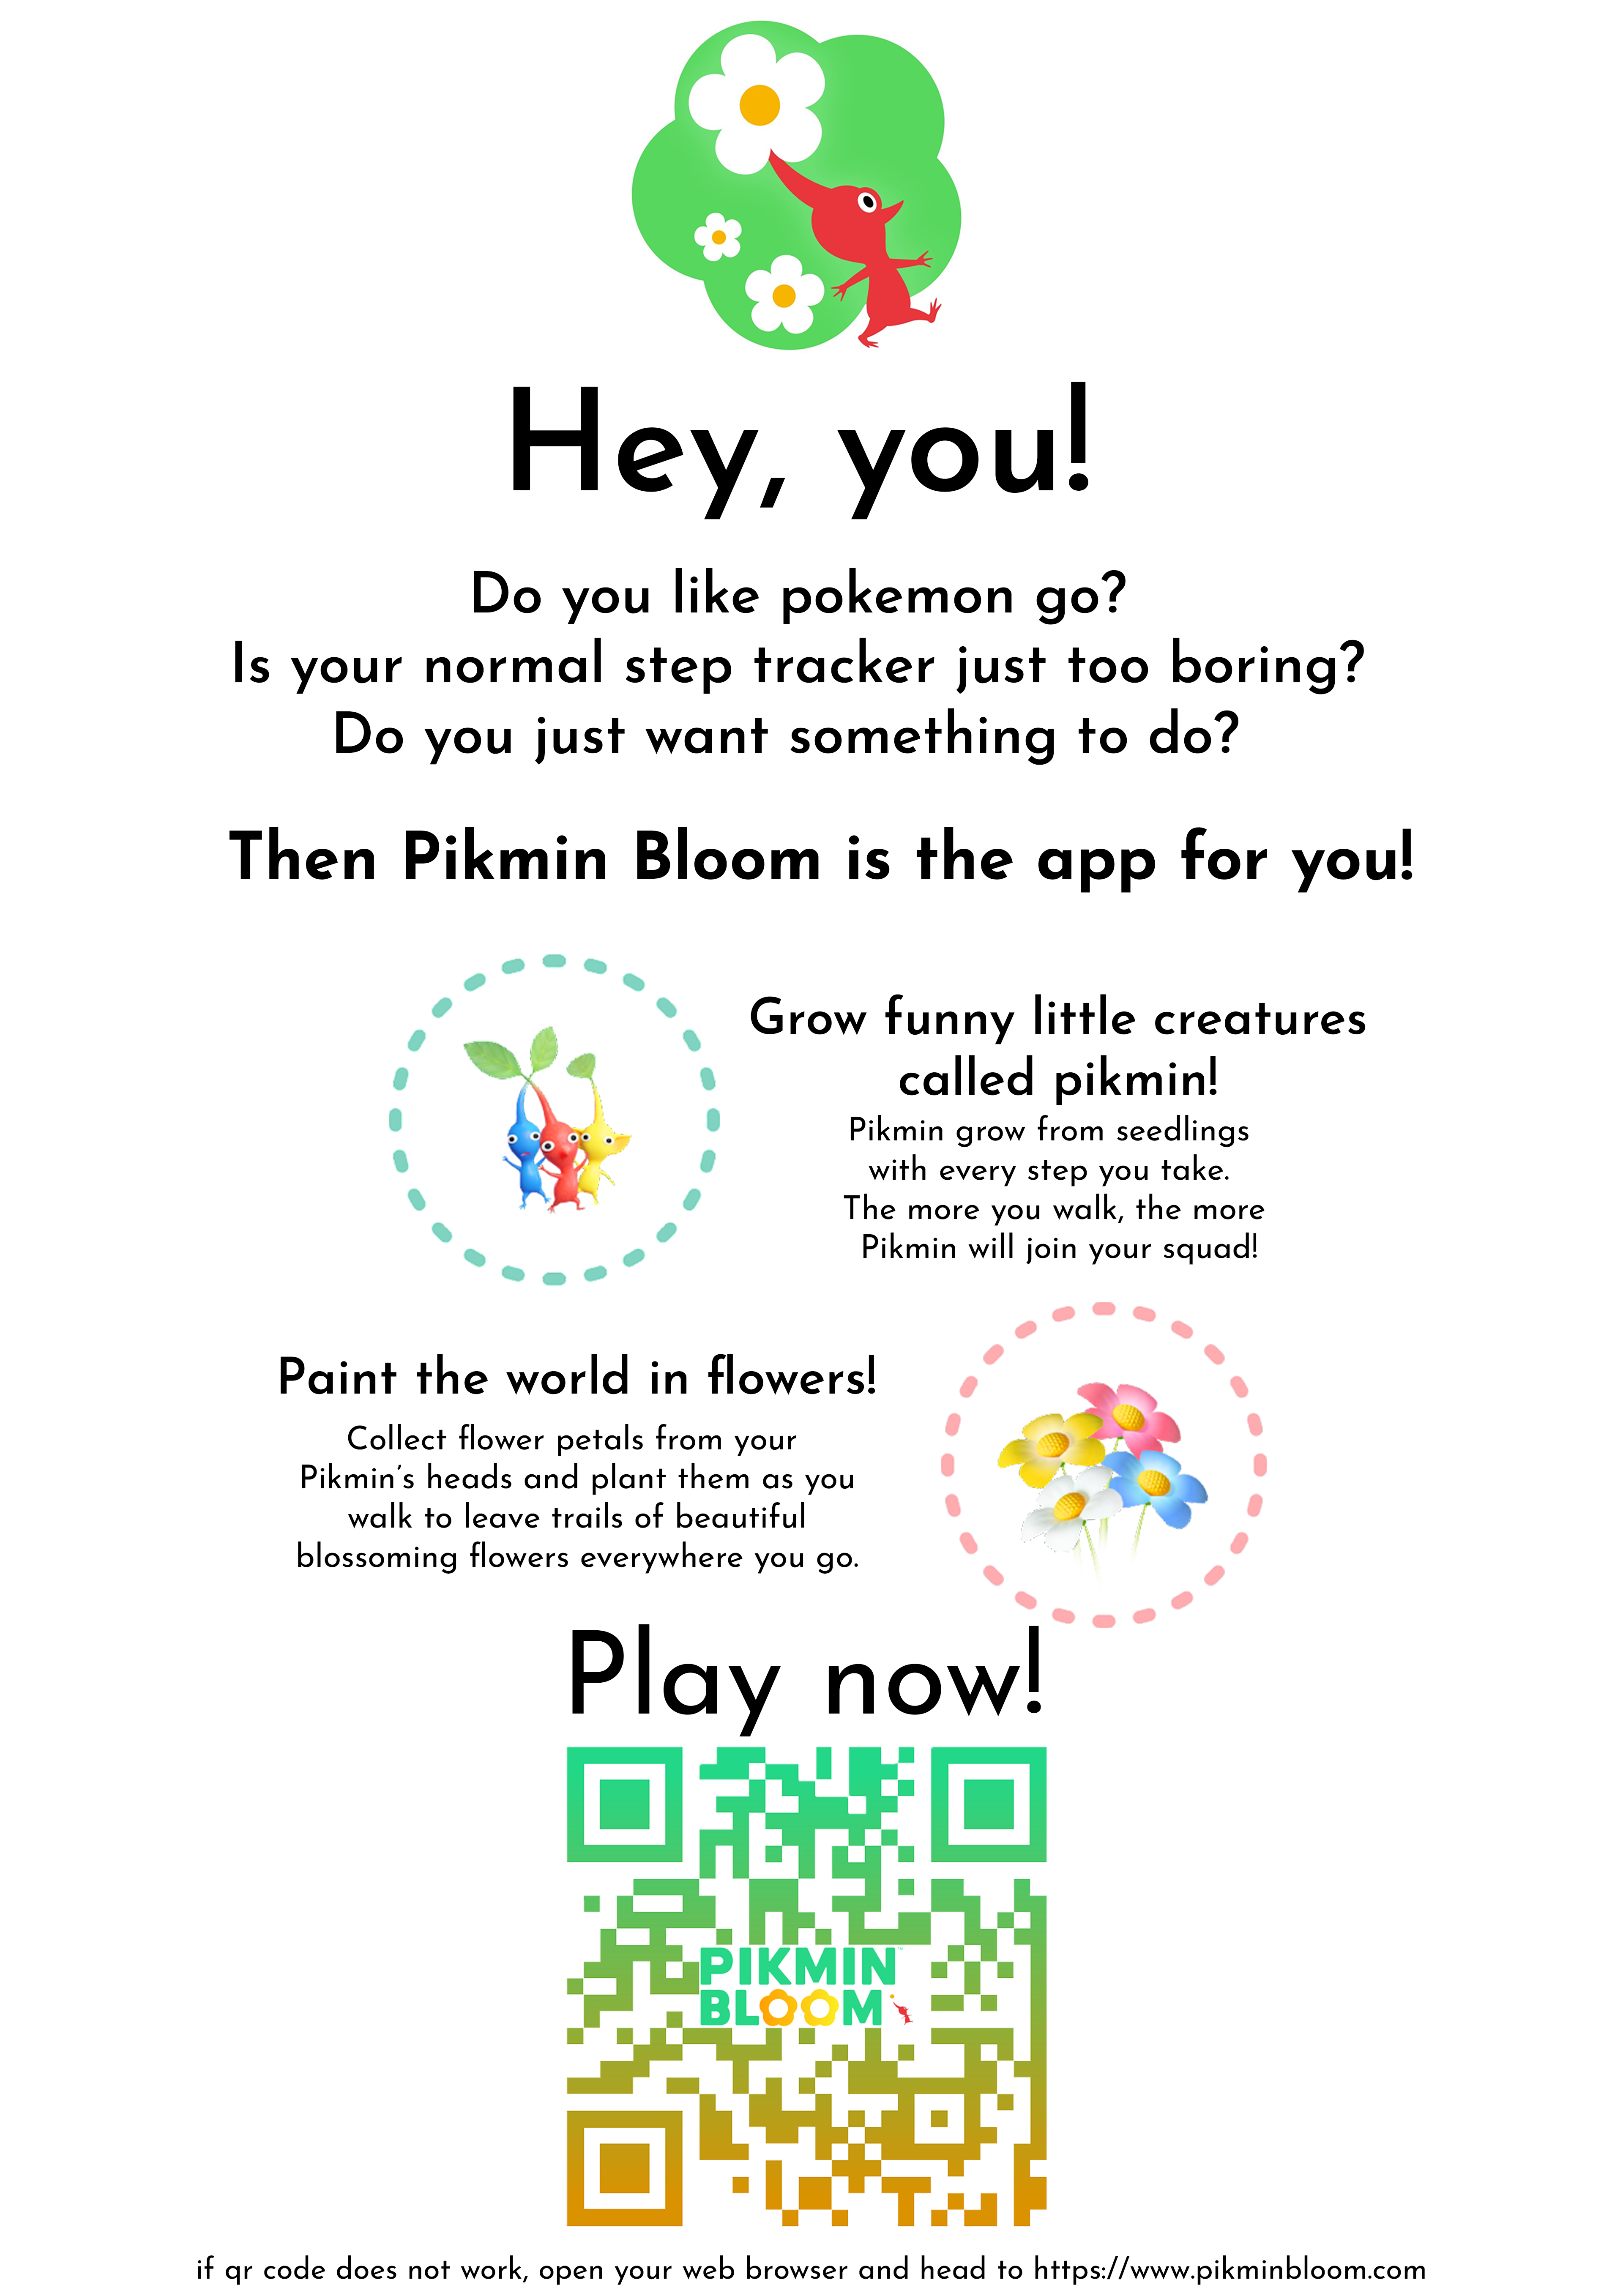 Hey, you!
Do you like pokemon go?
Is your normal step tracker just too boring?
Do you just want something to do?
Then Pikmin Bloom is the app for you!
Grow funny little creatures
called pikmin!
Pikmin grow from seedlings
with every step you take.
The more you walk, the more
Pikmin will join your squad!
Paint the world in flowers!
Collect flower petals from your
Pikmin’s heads and plant them as you
walk to leave trails of beautiful
blossoming flowers everywhere you go.
Play now!
PIKMIN™
BLOOM
if qr code does not work, open your web browser and head to https://www.pikminbloom.com